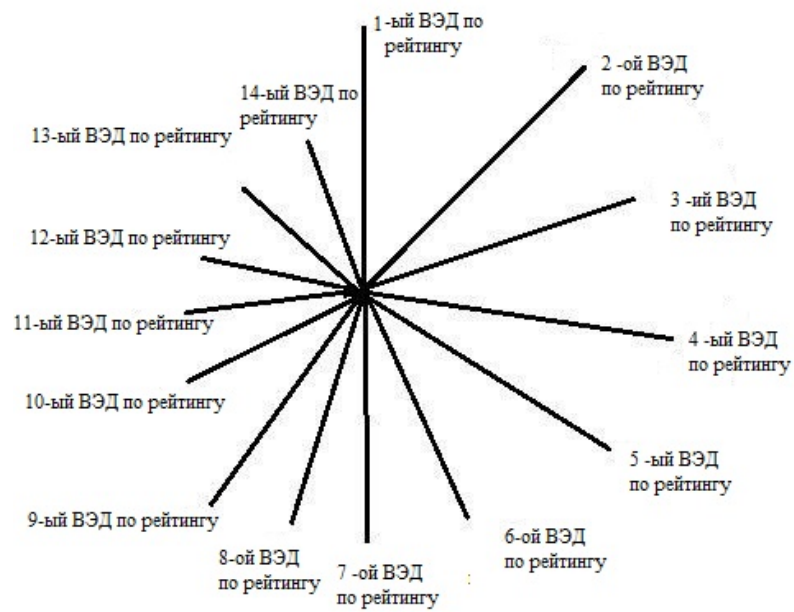 1-ый ВЭД по
рейтингу
2 -ой ВЭД
по рейтингу
3 -ий ВЭД
по рейтингу
4 -ый ВЭД
по рейтингу
5 -ый ВЭД
по рейтингу
6-ой ВЭД
по рейтингу
7 -ой ВЭД
по рейтингу
8-ой ВЭД
по рейтингу
9-ый ВЭД по рейтингу
10-ый ВЭД по рейтингу
11-ый ВЭД по рейтингу
12-ый ВЭД по рейтингу
13-ый ВЭД по рейтингу
14-ый ВЭД по
рейтингу